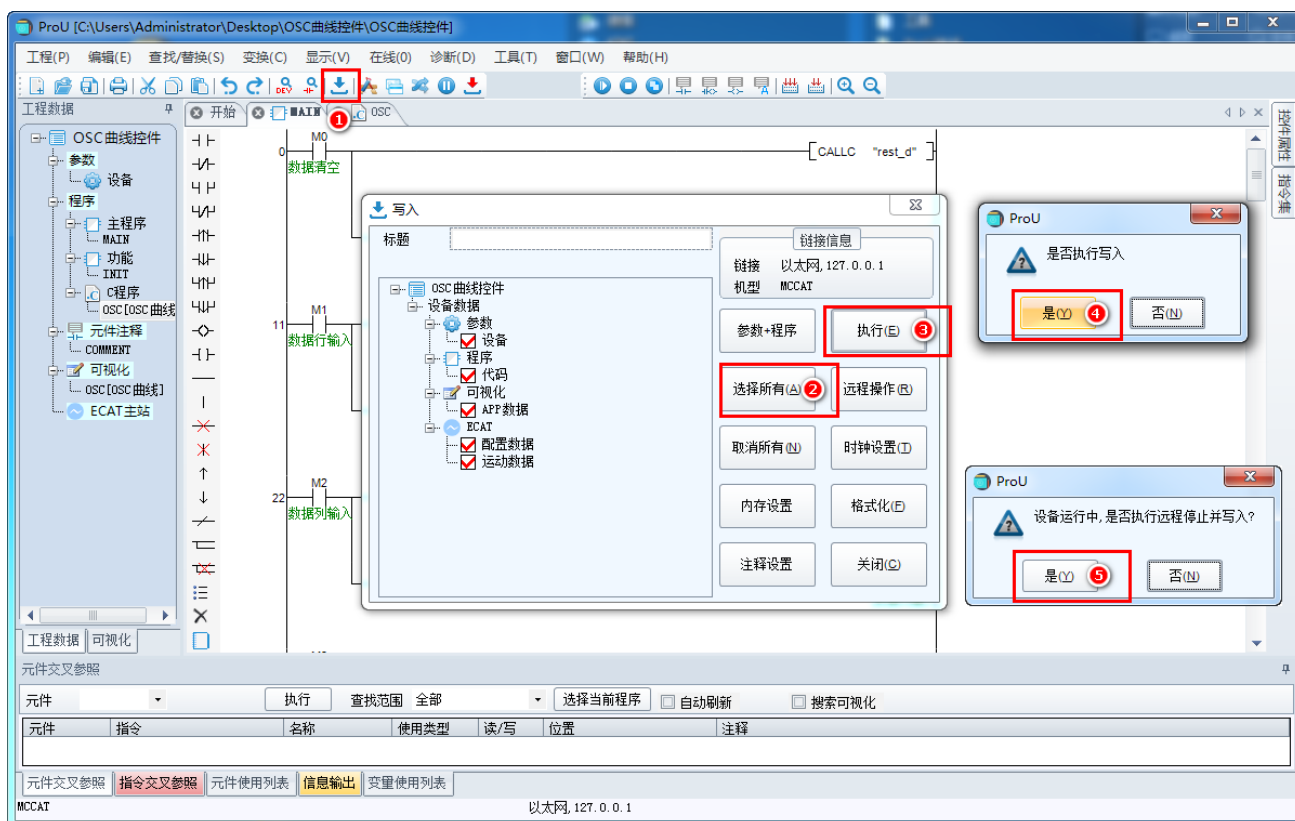 ProU [C:\Users\Administrator\Desktop\OSC曲线控件\OSC曲线控件]
工程(P) 编辑(E) 查找/替换(S) 变换(C) 显示(V) 在线(O) 诊断(D) 工具(T) 窗口(W) 帮助(H)
1
工程数据
开始 MAIN OSC
OSC曲线控件
参数
设备
程序
主程序
MAIN
功能
INIT
C程序
OSC[OSC曲线
元件注释
COMMENT
可视化
OSC[OSC曲线]
ECAT主站
工程数据 可视化
0 M0
数据清空
CALLC "rest_d"
11 M1
数据行输入
22 M2
数据列输入
写入
标题
OSC曲线控件
设备数据
参数
设备
程序
代码
可视化
APP数据
ECAT
配置数据
运动数据
链接信息
链接 以太网,127.0.0.1
机型 MCCAT
参数+程序 执行(E) 3
选择所有(A) 2 远程操作(R)
取消所有(N) 时钟设置(T)
内存设置 格式化(F)
注释设置 关闭(C)
ProU
是否执行写入
是(Y) 4 否(N)
ProU
设备运行中,是否执行远程停止并写入?
是(Y) 5 否(N)
控件属性
指令集
元件交叉参照
元件 执行 查找范围 全部 选择当前程序 自动刷新 搜索可视化
元件 指令 名称 使用类型 读/写 位置 注释
元件交叉参照 指令交叉参照 元件使用列表 信息输出 变量使用列表
MCCAT 以太网,127.0.0.1